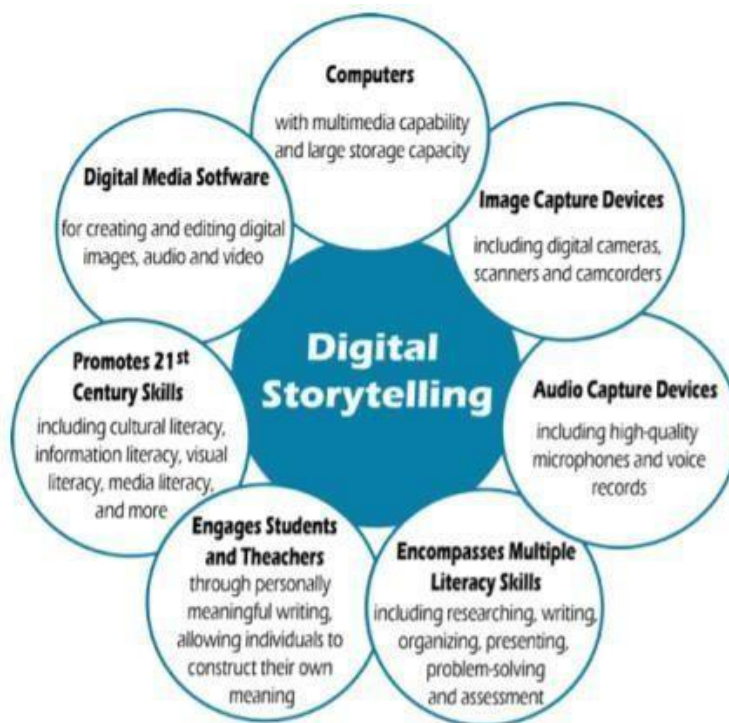 Computers
with multimedia capability
and large storage capacity
Image Capture Devices
including digital cameras,
scanners and camcorders
Audio Capture Devices
including high-quality
microphones and voice
records
Encompasses Multiple
Literacy Skills
including researching, writing,
organizing, presenting,
problem-solving
and assessment
Engages Students
and Theachers
through personally
meaningful writing,
allowing individuals to
construct their own
meaning
Promotes 21st
Century Skills
including cultural literacy,
information literacy, visual
literacy, media literacy,
and more
Digital Media Sotfware
for creating and editing digital
images, audio and video
Digital
Storytelling